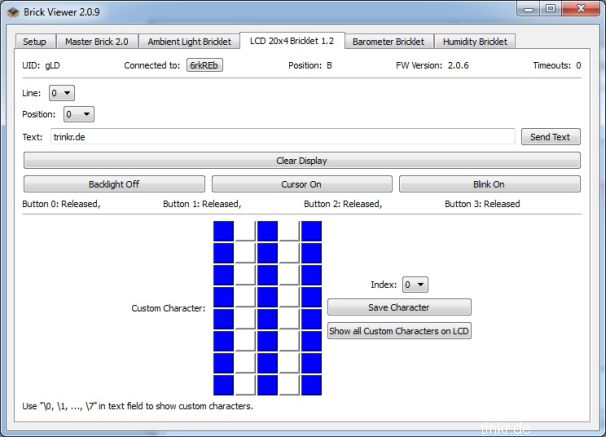 Brick Viewer 2.0.9
Setup Master Brick 2.0 Ambient Light Bricklet LCD 20x4 Bricklet 1.2 Barometer Bricklet Humidity Bricklet
UID: gLD Connected to: 6rkREb Position: B FW Version: 2.0.6 Timeouts: 0
Line: 0
Position: 0
Text: trinkr.de Send Text
Clear Display
Backlight Off Cursor On Blink On
Button 0: Released, Button 1: Released, Button 2: Released, Button 3: Released
Index: 0
Custom Character: Save Character
Show all Custom Characters on LCD
Use "\0, \1, ..., \7" in text field to show custom characters.
tinkr.de